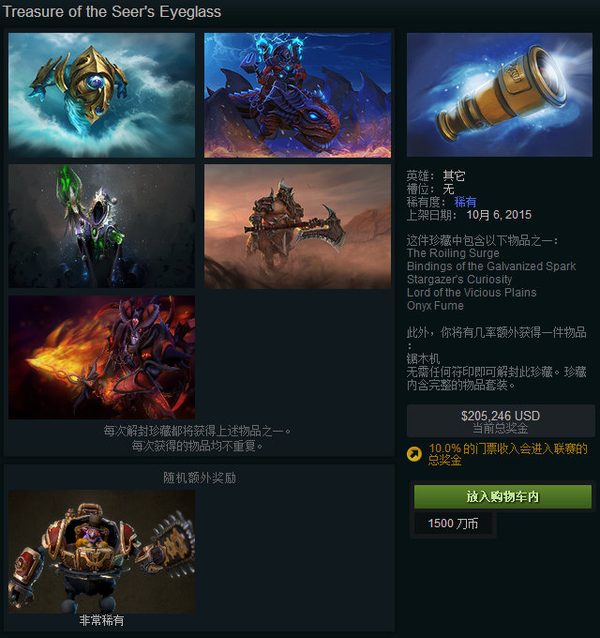 Treasure of the Seer's Eyeglass
英雄: 其它
槽位: 无
稀有度: 稀有
上架日期: 10月 6, 2015
这件珍藏中包含以下物品之一:
The Roiling Surge
Bindings of the Galvanized Spark
Stargazer's Curiosity
Lord of the Vicious Plains
Onyx Fume
此外，你将有几率额外获得一件物品
:
锯木机
无需任何符印即可解封此珍藏。珍藏
内含完整的物品套装。
$205,246 USD
当前总奖金
10.0% 的门票收入会进入联赛的
总奖金
放入购物车内
1500 刀币
每次解封珍藏都将获得上述物品之一。
每次获得的物品均不重复。
随机额外奖励
非常稀有